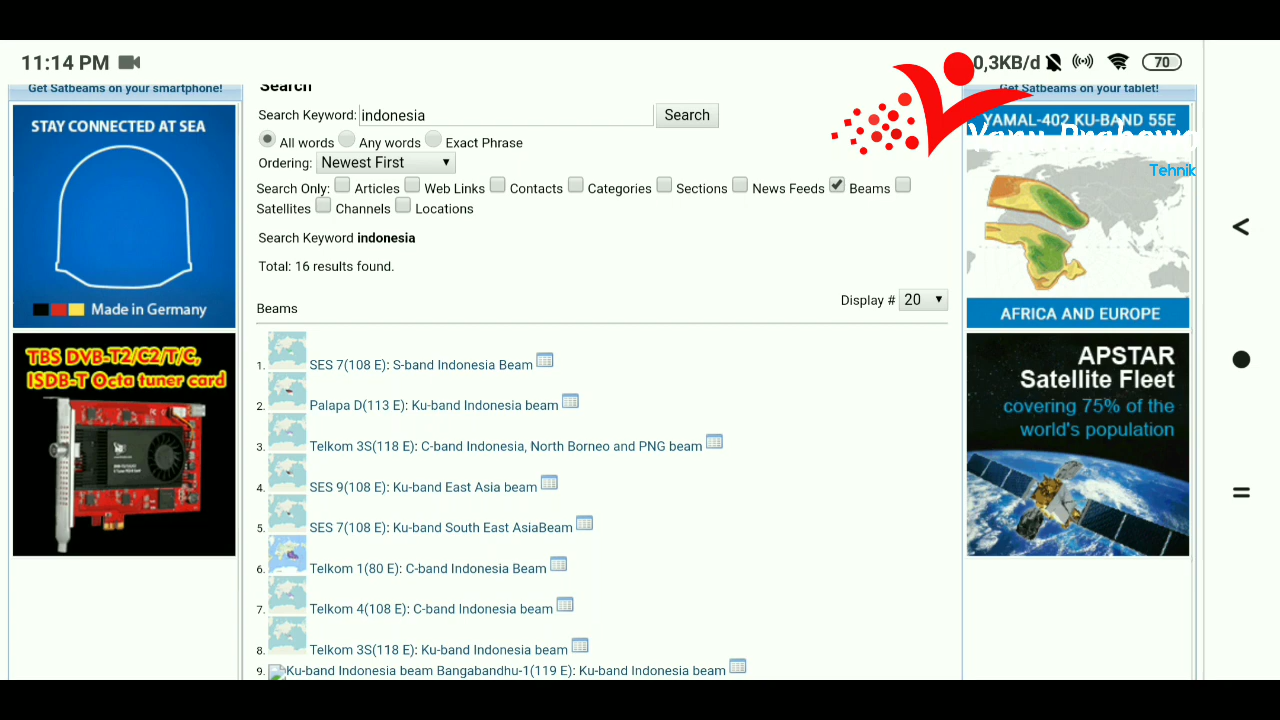 11:14 PM
0,3KB/d
70
Get Satbeams on your smartphone!
Search
Get Satbeams on your tablet!
STAY CONNECTED AT SEA
Made in Germany
TBS DVB-T2/C2/T/C,
ISDB-T Octa tuner card
Search Keyword: indonesia Search
All words Any words Exact Phrase
Ordering: Newest First
Search Only: Articles Web Links Contacts Categories Sections News Feeds Beams
Satellites Channels Locations
Search Keyword indonesia
Total: 16 results found.
Display # 20
Beams
1. SES 7(108 E): S-band Indonesia Beam
2. Palapa D(113 E): Ku-band Indonesia beam
3. Telkom 3S(118 E): C-band Indonesia, North Borneo and PNG beam
4. SES 9(108 E): Ku-band East Asia beam
5. SES 7(108 E): Ku-band South East AsiaBeam
6. Telkom 1(80 E): C-band Indonesia Beam
7. Telkom 4(108 E): C-band Indonesia beam
8. Telkom 3S(118 E): Ku-band Indonesia beam
9. Ku-band Indonesia beam Bangabandhu-1(119 E): Ku-band Indonesia beam
YAMAL-402 KU-BAND 55E
Tehnik
AFRICA AND EUROPE
APSTAR
Satellite Fleet
covering 75% of the
world's population